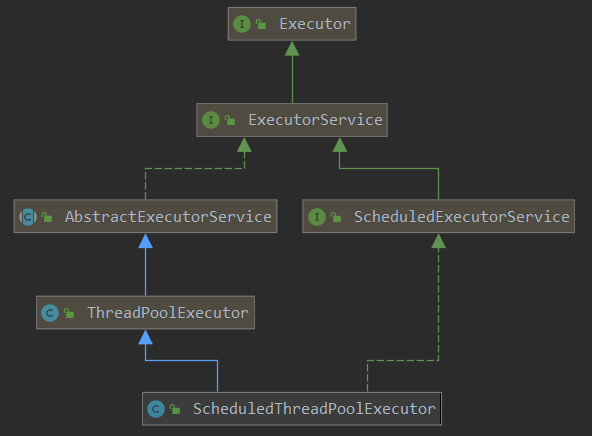 I Executor
I ExecutorService
C AbstractExecutorService
I ScheduledExecutorService
C ThreadPoolExecutor
C ScheduledThreadPoolExecutor